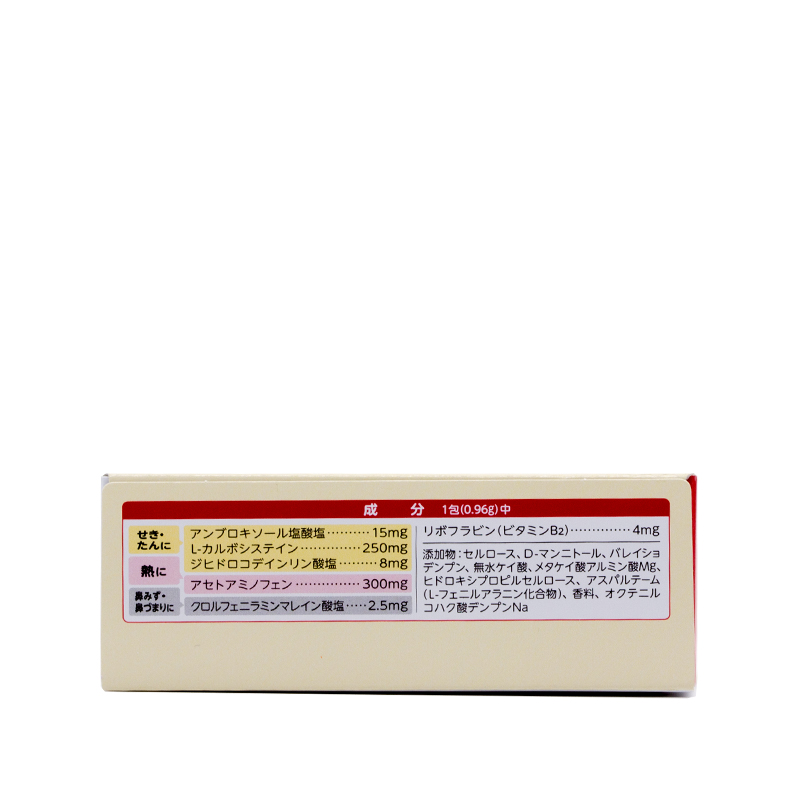 成 分 1包(0.96g)中
せき・
たんに
アンブロキソール塩酸塩‥‥‥15mg
L-カルボシステイン‥‥‥‥‥250mg
ジヒドロコデインリン酸塩‥‥‥8mg
熱に
アセトアミノフェン‥‥‥‥‥300mg
鼻みず・
鼻づまりに
クロルフェニラミンマレイン酸塩‥‥2.5mg
リボフラビン(ビタミンB2)‥‥‥‥‥4mg
添加物:セルロース、D-マンニトール、バレイショ
デンプン、無水ケイ酸、メタケイ酸アルミン酸Mg、
ヒドロキシプロピルセルロース、アスパルテーム
(L-フェニルアラニン化合物)、香料、オクテニル
コハク酸デンプンNa